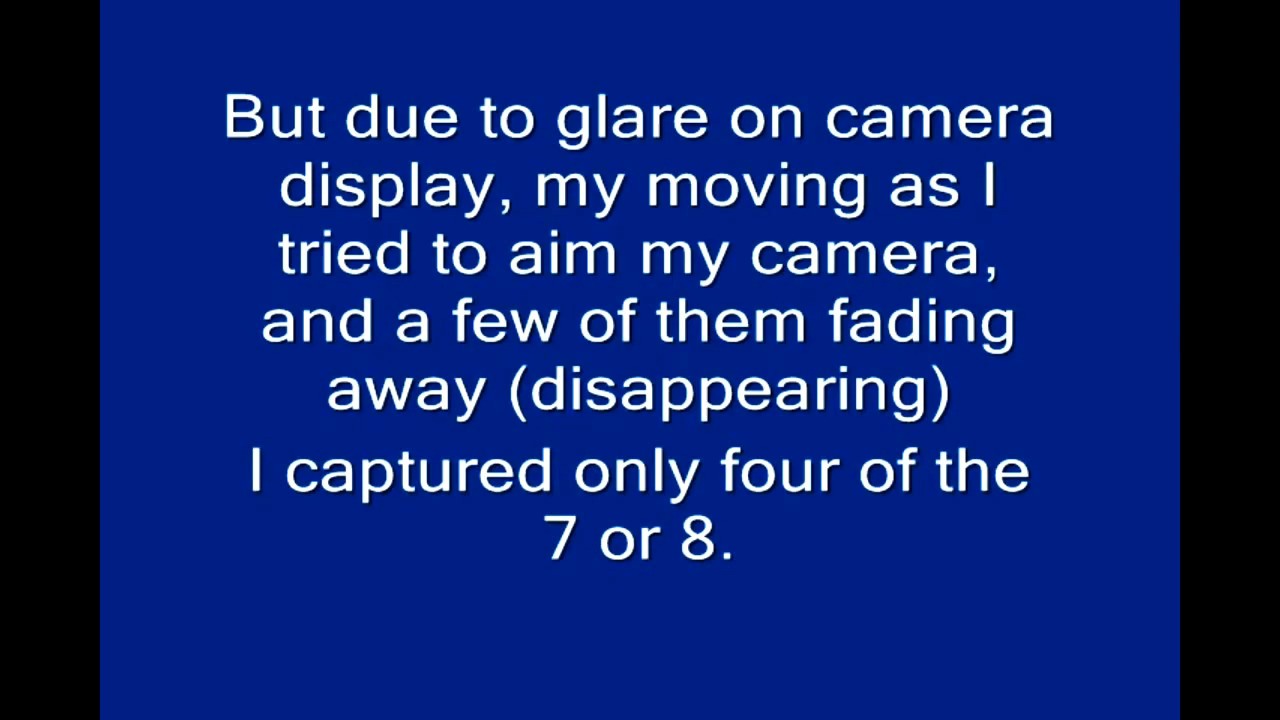 But due to glare on camera
display, my moving as I
tried to aim my camera,
and a few of them fading
away (disappearing)
I captured only four of the
7 or 8.